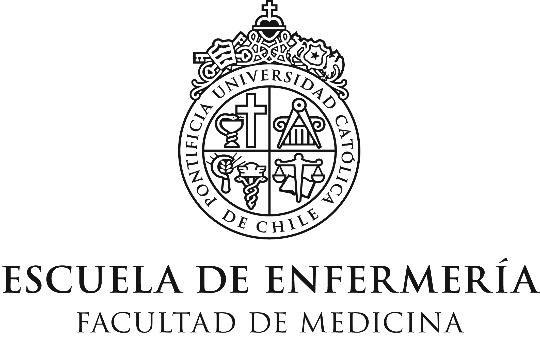 PONTIFICIA UNIVERSIDAD CATÓLICA DE CHILE
ESCUELA DE ENFERMERÍA
FACULTAD DE MEDICINA